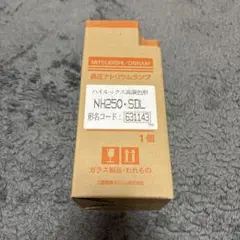 MITSUBISHI/OSRAM
高圧ナトリウムランプ
ハイルックス高演色形
NH250・SDL
形名コード：631143
1個
ガラス製品・われもの